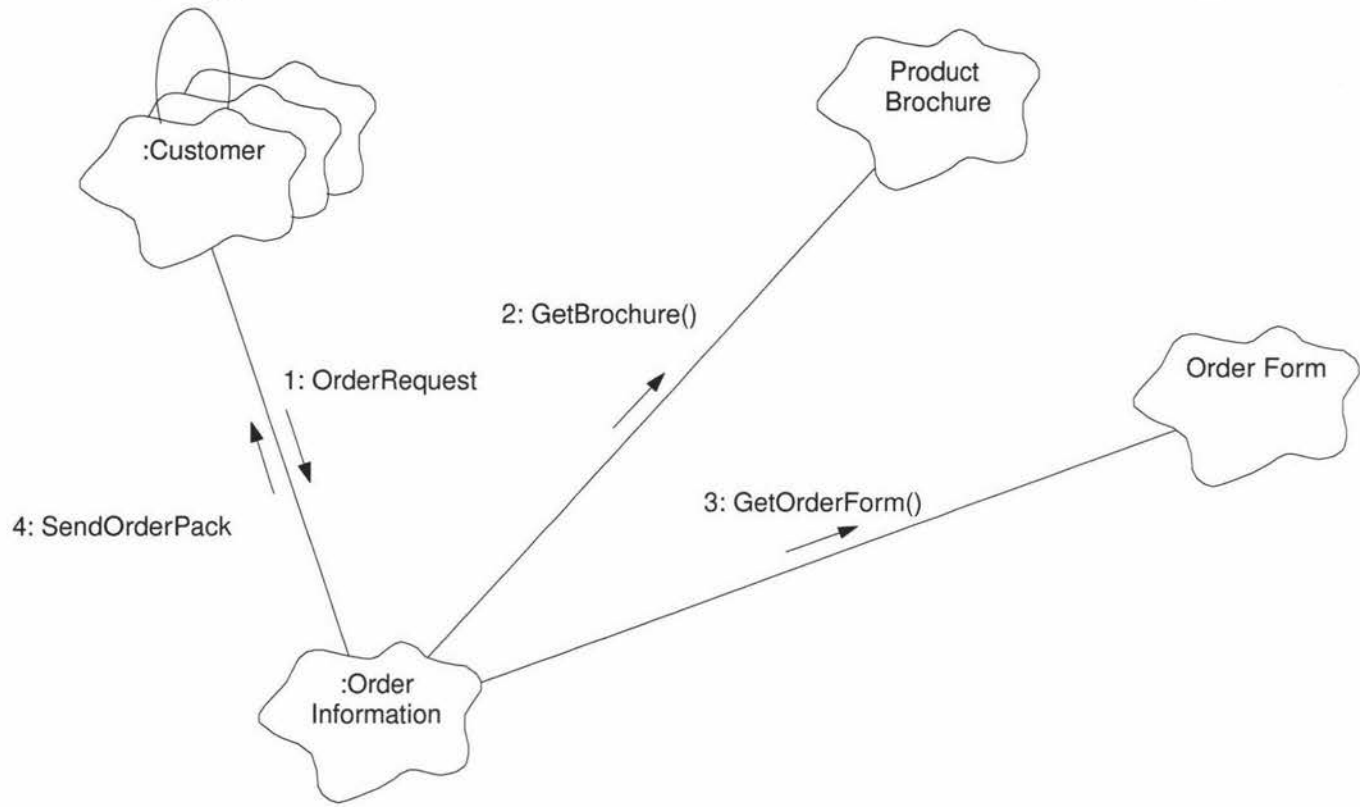 Product
Brochure
:Customer
2: GetBrochure()
Order Form
1: OrderRequest
3: GetOrderForm()
4: SendOrderPack
:Order
Information